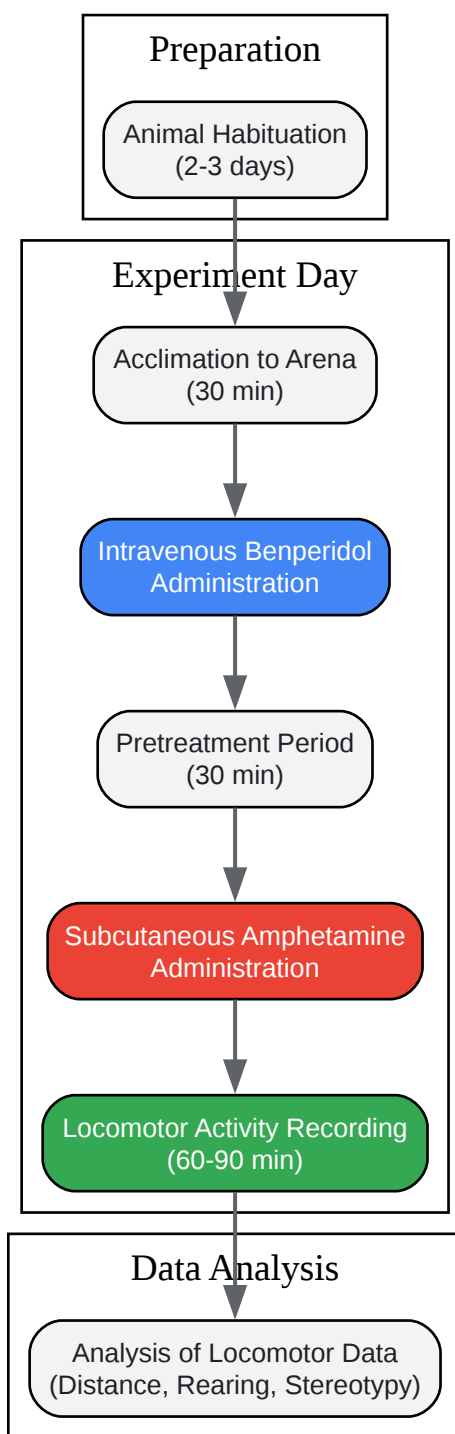 Preparation
Animal Habituation
(2-3 days)
Experiment Day
Acclimation to Arena
(30 min)
Intravenous Benperidol
Administration
Pretreatment Period
(30 min)
Subcutaneous Amphetamine
Administration
Locomotor Activity Recording
(60-90 min)
Data Analysis
Analysis of Locomotor Data
(Distance, Rearing, Stereotypy)